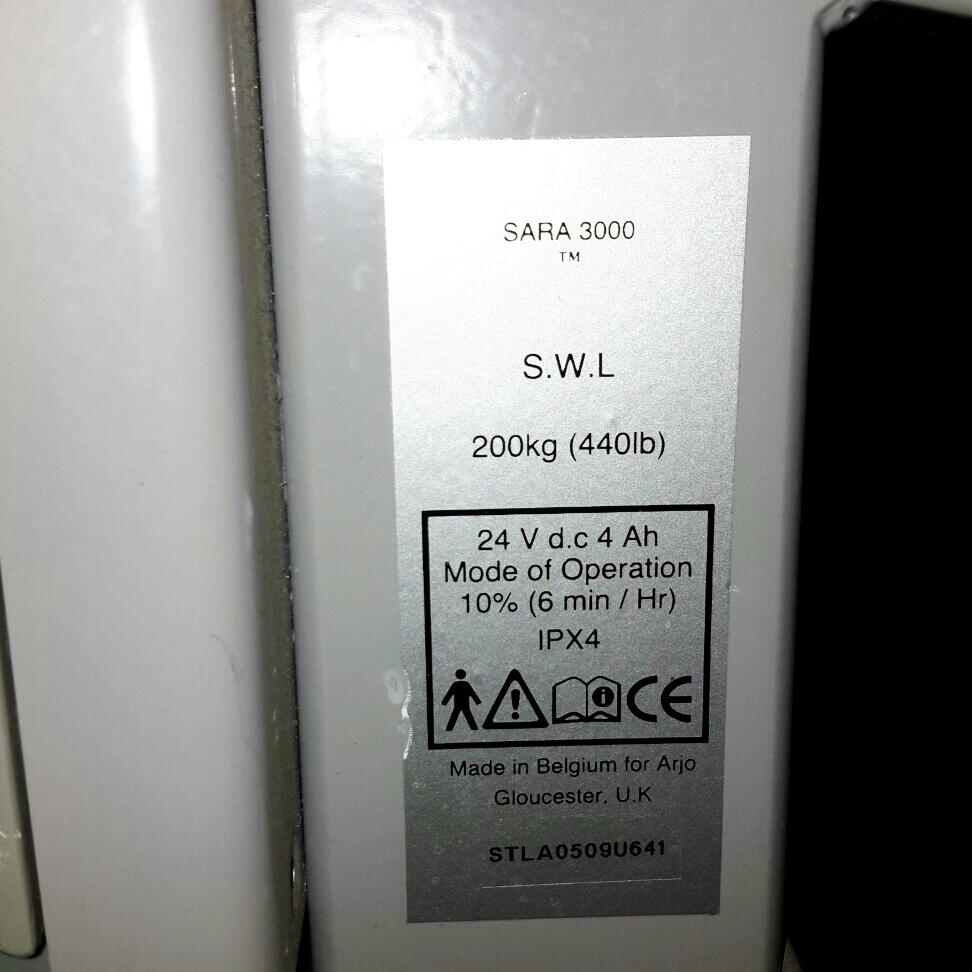 SARA 3000
TM
S.W.L
200kg (440lb)
24 V d.c 4 Ah
Mode of Operation
10% (6 min / Hr)
IPX4
CE
Made in Belgium for Arjo
Gloucester, U.K
STLA0509U641